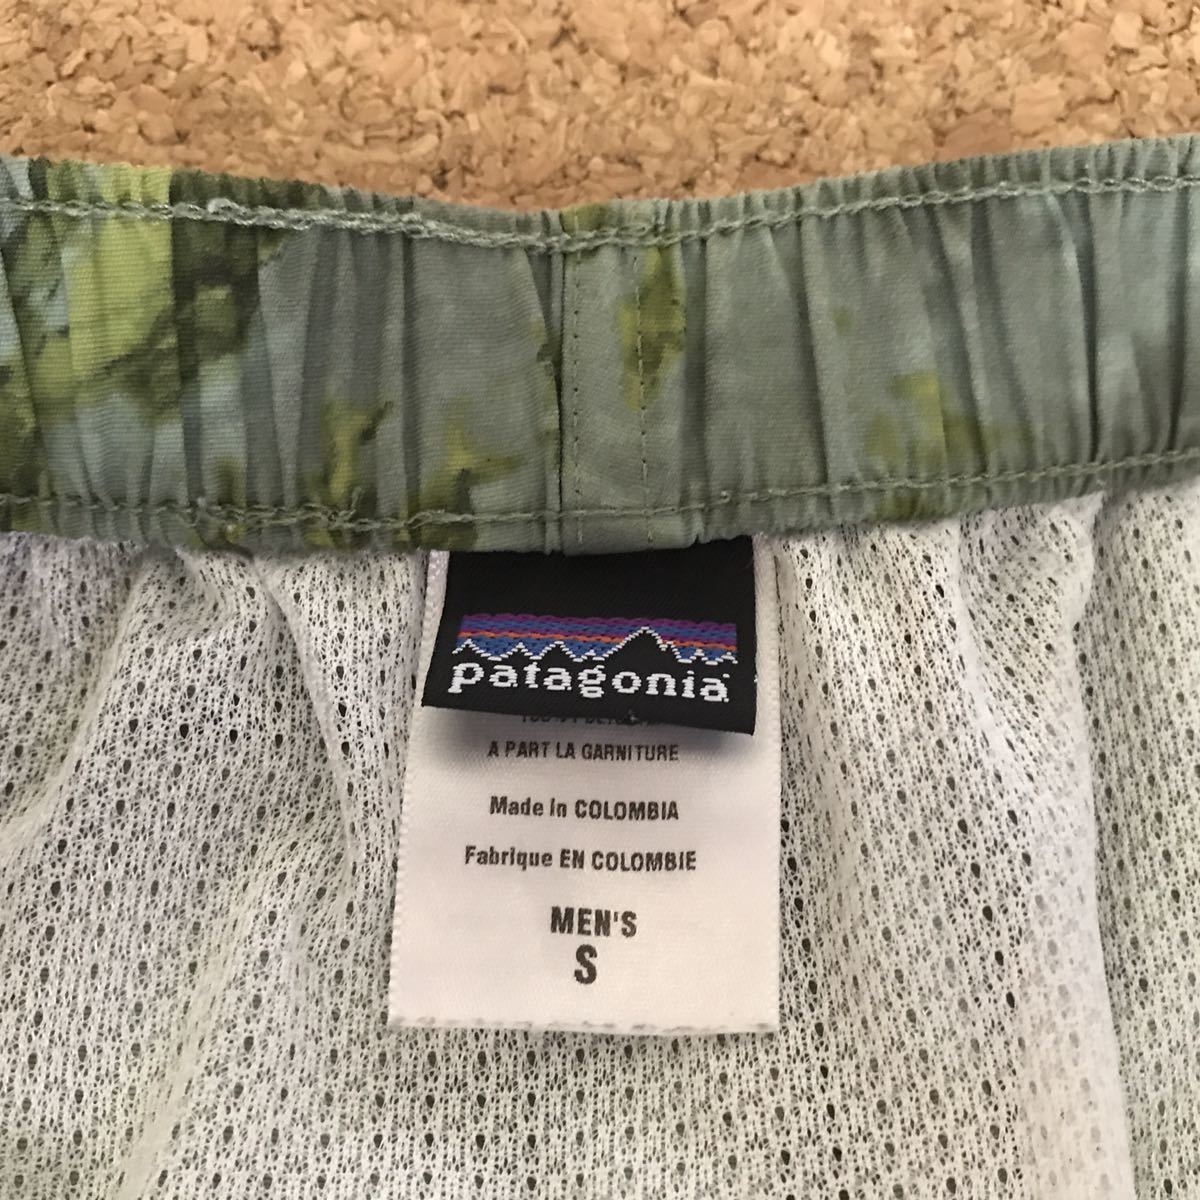 patagonia
A PART LA GARNITURE
Made in COLOMBIA
Fabrique EN COLOMBIE
MEN'S
S